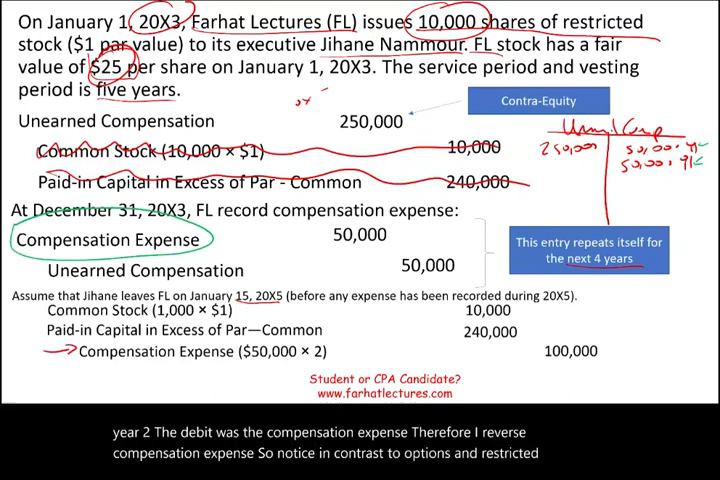 On January 1, 20X3, Farhat Lectures (FL) issues 10,000 shares of restricted
stock ($1 par value) to its executive Jihane Nammour. FL stock has a fair
value of $25 per share on January 1, 20X3. The service period and vesting
period is five years.
Contra-Equity
Unearned Compensation 250,000
Common Stock (10,000 × $1) 10,000
Paid-in Capital in Excess of Par - Common 240,000
250,000 50,000 Y1
50,000 Y2
At December 31, 20X3, FL record compensation expense:
Compensation Expense 50,000
Unearned Compensation 50,000
This entry repeats itself for
the next 4 years
Assume that Jihane leaves FL on January 15, 20X5 (before any expense has been recorded during 20X5).
Common Stock (1,000 × $1) 10,000
Paid-in Capital in Excess of Par—Common 240,000
Compensation Expense ($50,000 × 2) 100,000
Student or CPA Candidate?
www.farhatlectures.com
year 2 The debit was the compensation expense Therefore I reverse
compensation expense So notice in contrast to options and restricted